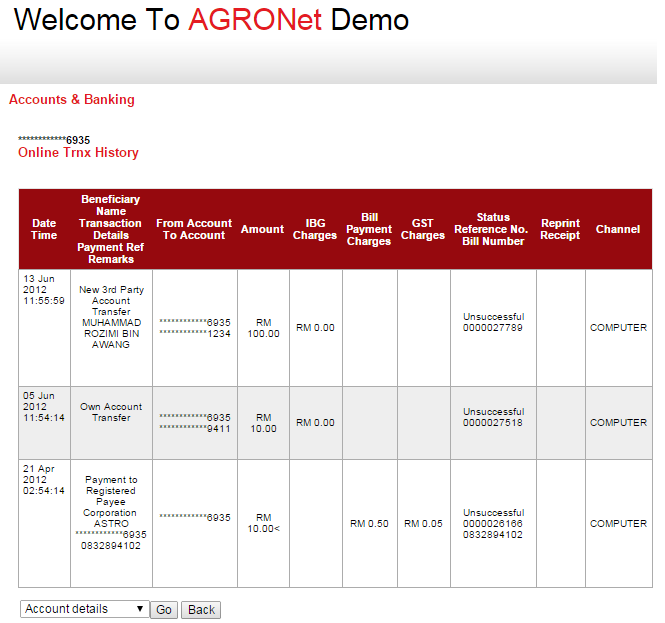 Welcome To AGRONet Demo
Accounts & Banking
************6935
Online Trnx History
Date
Time
Beneficiary
Name
Transaction
Details
Payment Ref
Remarks
From Account
To Account
Amount
IBG
Charges
Bill
Payment
Charges
GST
Charges
Status
Reference No.
Bill Number
Reprint
Receipt
Channel
13 Jun
2012
11:55:59
New 3rd Party
Account
Transfer
MUHAMMAD
ROZIMI BIN
AWANG
************6935
************1234
RM
100.00
RM 0.00
Unsuccessful
0000027789
COMPUTER
05 Jun
2012
11:54:14
Own Account
Transfer
************6935
************9411
RM
10.00
RM 0.00
Unsuccessful
0000027518
COMPUTER
21 Apr
2012
02:54:14
Payment to
Registered
Payee
Corporation
ASTRO
************6935
0832894102
************6935
RM
10.00<
RM 0.50
RM 0.05
Unsuccessful
0000026166
0832894102
COMPUTER
Account details
Go
Back